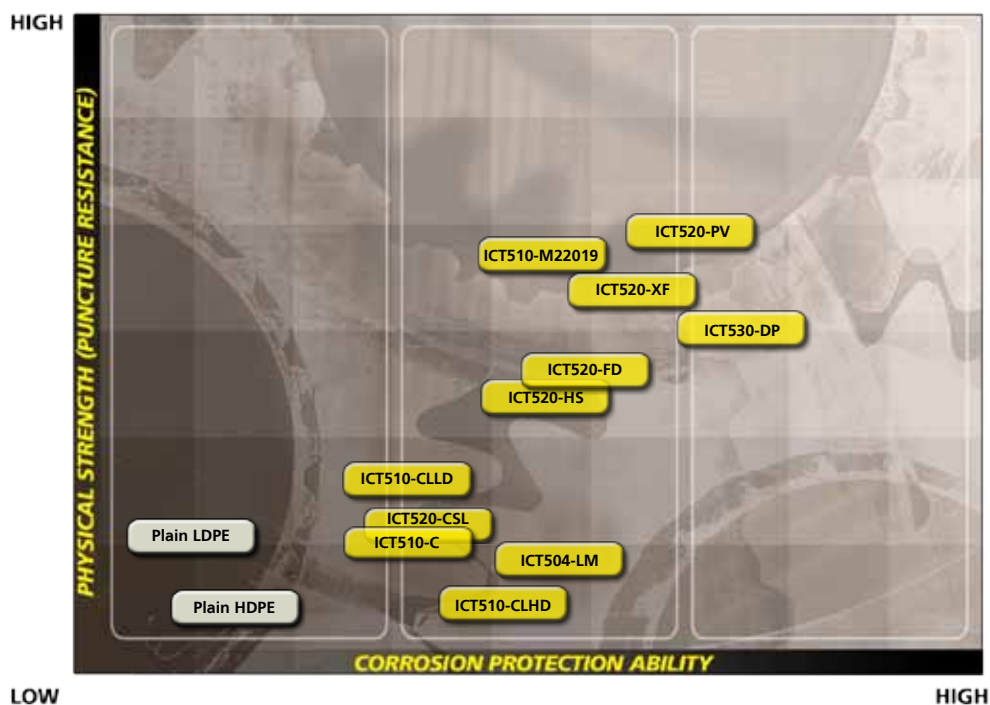 HIGH
PHYSICAL STRENGTH (PUNCTURE RESISTANCE)
ICT520-PV
ICT510-M22019
ICT520-XF
ICT530-DP
ICT520-FD
ICT520-HS
ICT510-CLLD
ICT520-CSL
Plain LDPE
ICT510-C
ICT504-LM
Plain HDPE
ICT510-CLHD
CORROSION PROTECTION ABILITY
LOW
HIGH